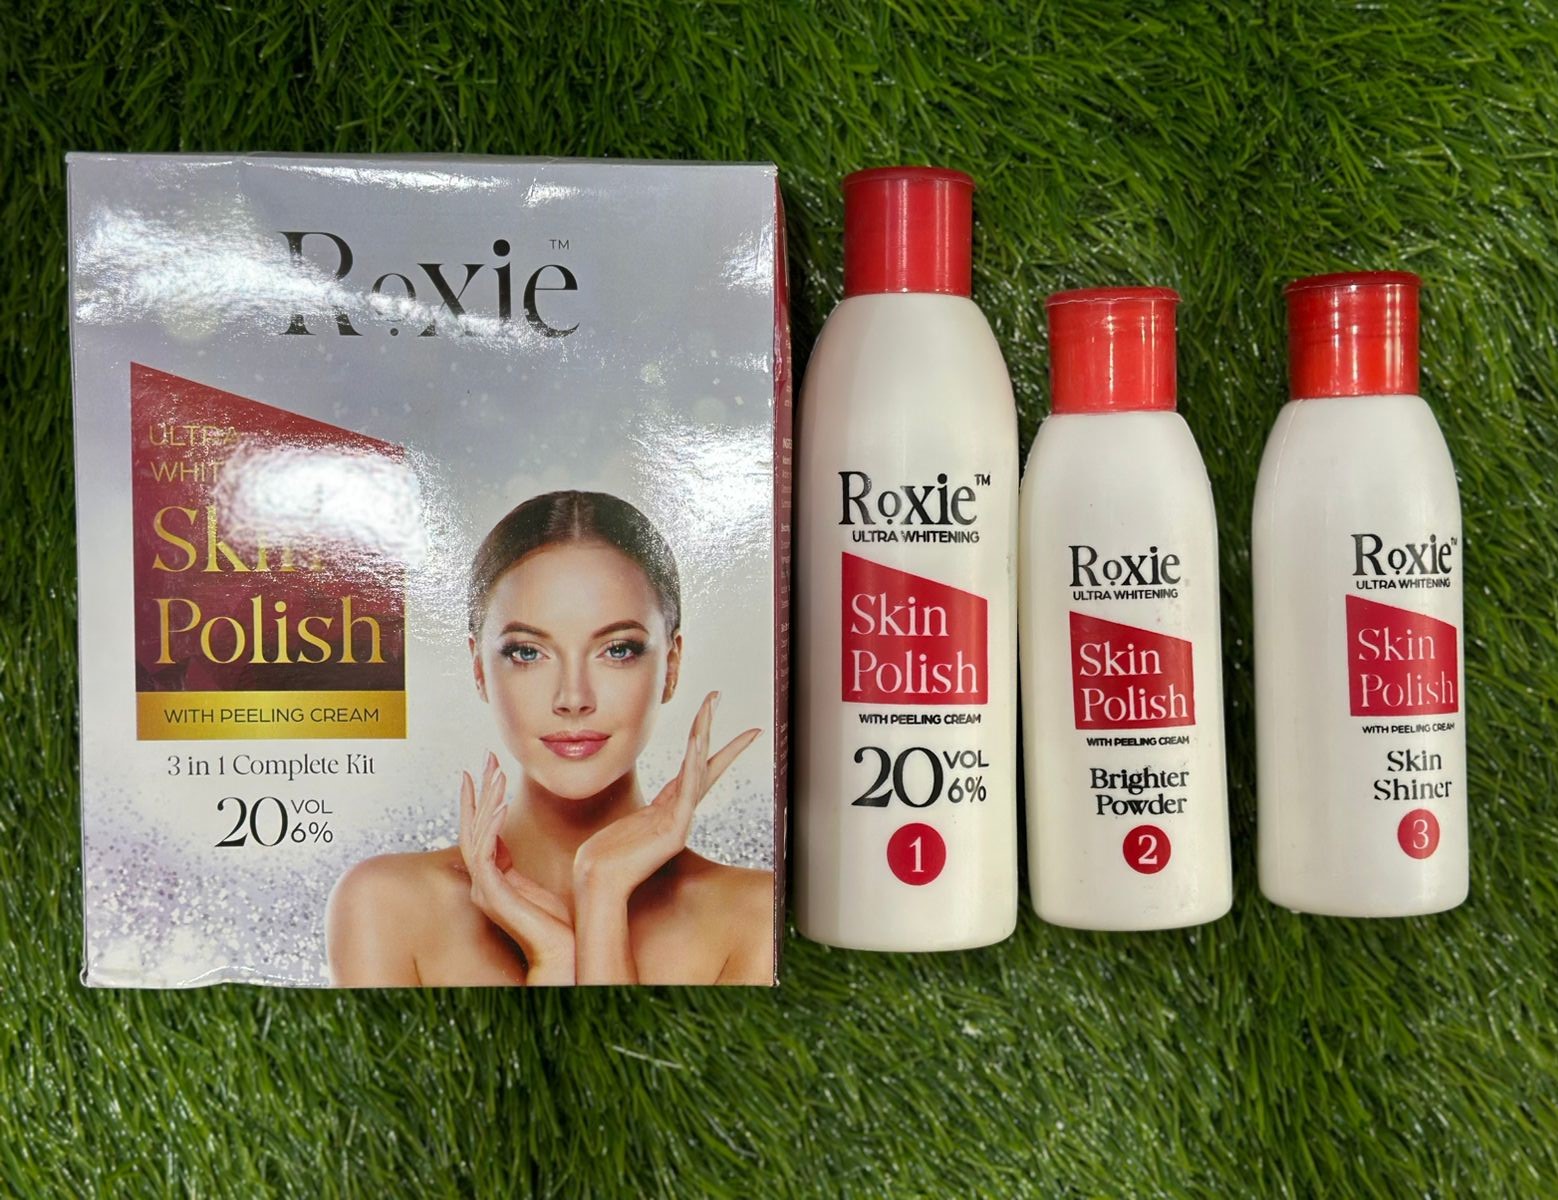 Roxie™
ULTRA
WHIT
Skin
Polish
WITH PEELING CREAM
3 in 1 Complete Kit
20 VOL
6%
Roxie™
ULTRA WHITENING
Skin
Polish
WITH PEELING CREAM
20 VOL
6%
1
Roxie
ULTRA WHITENING
Skin
Polish
WITH PEELING CREAM
Brighter
Powder
2
Roxie™
ULTRA WHITENING
Skin
Polish
WITH PEELING CREAM
Skin
Shiner
3